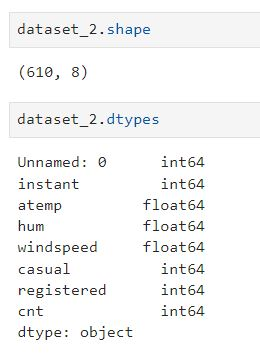 dataset_2.shape
(610, 8)
dataset_2.dtypes
Unnamed: 0      int64
instant         int64
atemp         float64
hum           float64
windspeed     float64
casual          int64
registered      int64
cnt             int64
dtype: object